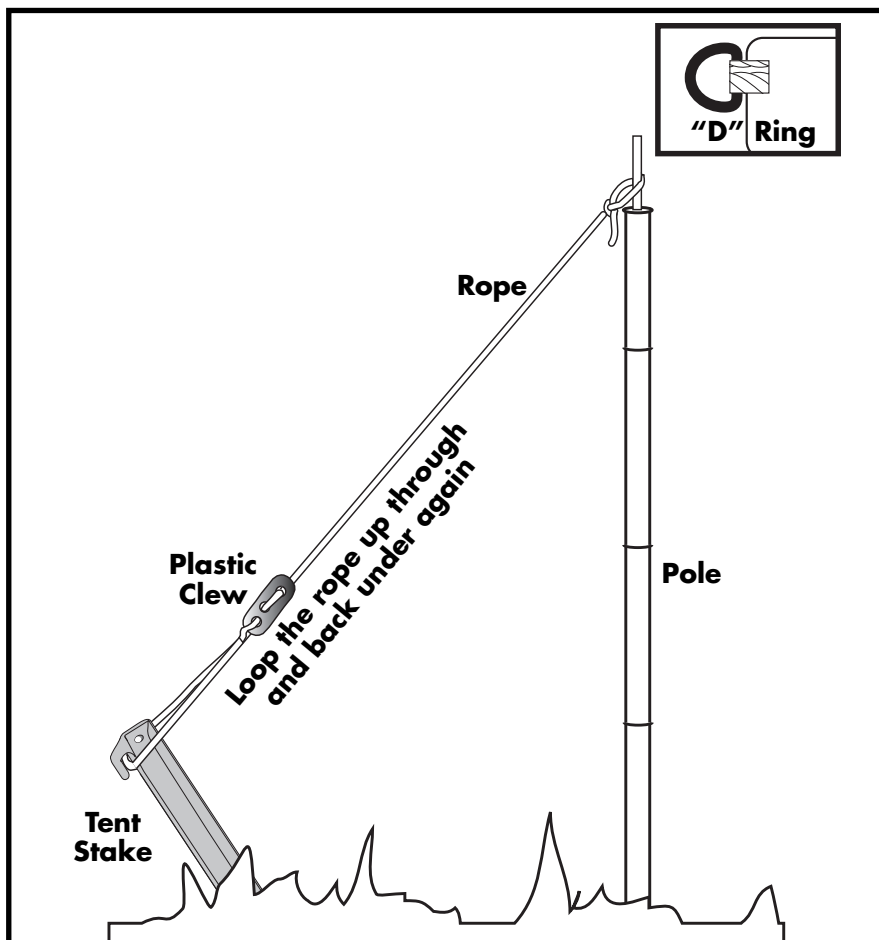 “D” Ring
Rope
Loop the rope up through
and back under again
Plastic
Clew
Pole
Tent
Stake